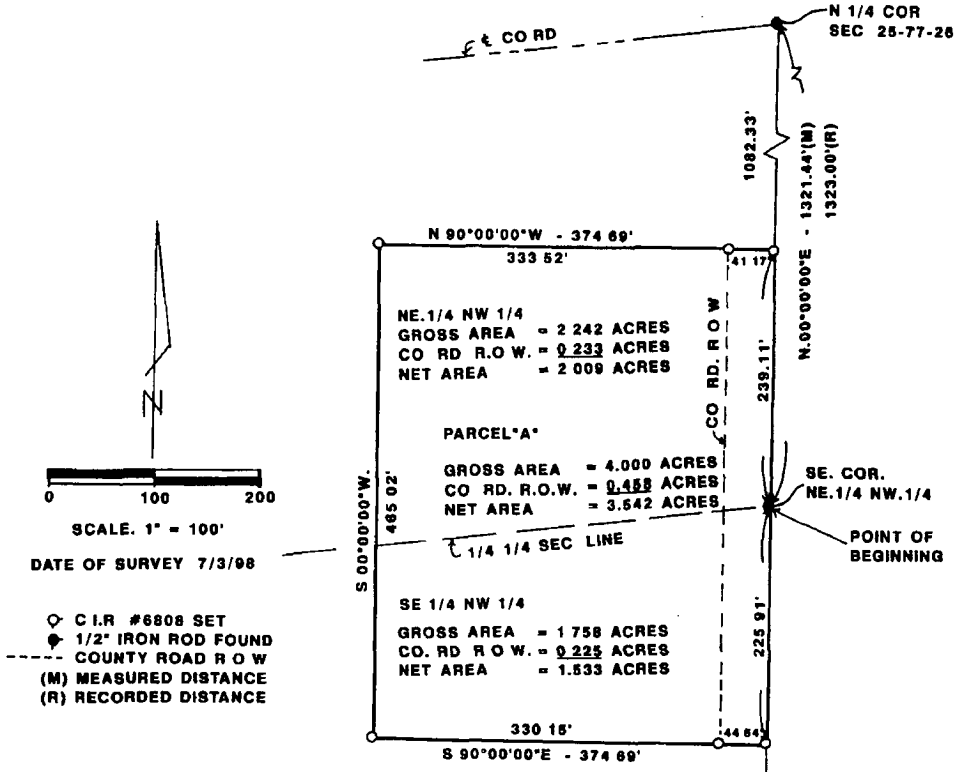 N 1/4 COR
SEC 25-77-26
℄ CO RD
1082.33'
N.00°00'00"E - 1321.44'(M)
1323.00'(R)
N 90°00'00"W - 374 69'
333 52'
41 17'
NE.1/4 NW 1/4
GROSS AREA = 2 242 ACRES
CO RD R.O W. = 0.233 ACRES
NET AREA = 2 009 ACRES
CO RD. R O W
239.11'
PARCEL"A"
GROSS AREA = 4.000 ACRES
CO RD. R.O.W. = 0.458 ACRES
NET AREA = 3.542 ACRES
SE. COR.
NE.1/4 NW.1/4
POINT OF
BEGINNING
S 00°00'00"W.
465 02'
℄ 1/4 1/4 SEC LINE
N
0 100 200
SCALE. 1" = 100'
DATE OF SURVEY 7/3/98
C I.R #6808 SET
1/2" IRON ROD FOUND
COUNTY ROAD R O W
(M) MEASURED DISTANCE
(R) RECORDED DISTANCE
SE 1/4 NW 1/4
GROSS AREA = 1 758 ACRES
CO. RD R O W. = 0 225 ACRES
NET AREA = 1.533 ACRES
225 91'
330 15'
44 54'
S 90°00'00"E - 374 69'